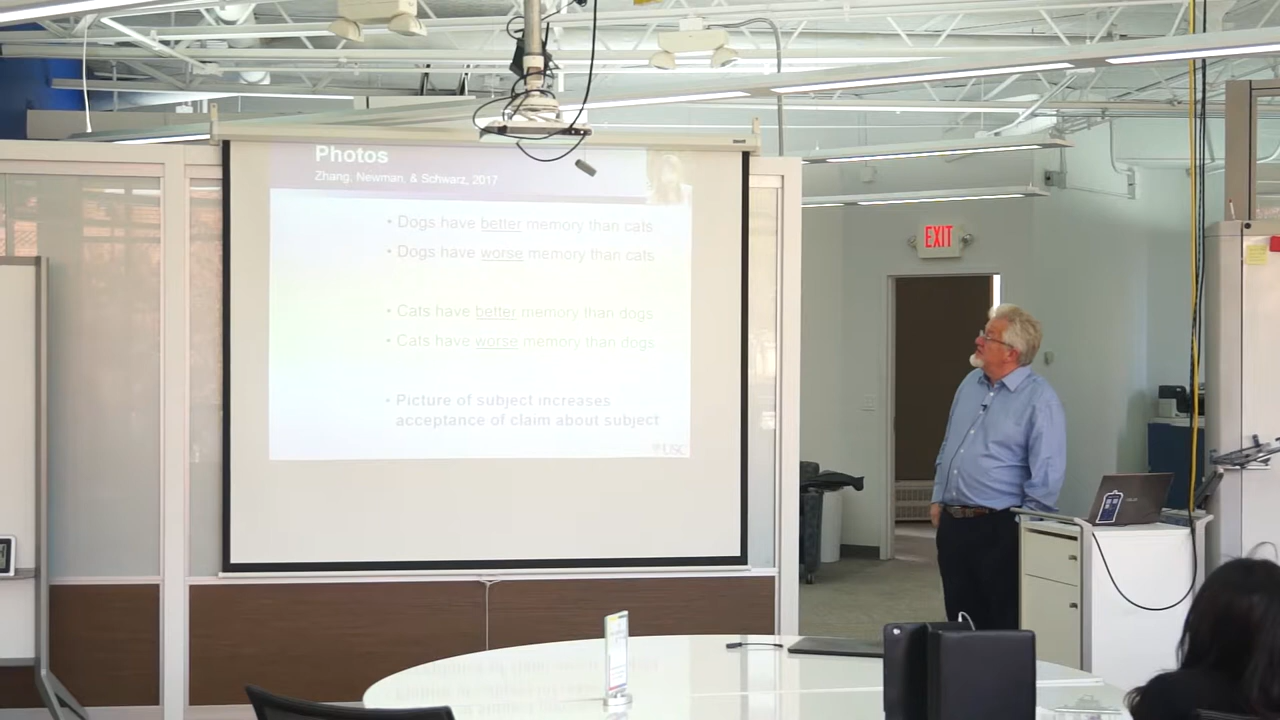 Photos
Zhang, Newman, & Schwarz, 2017
• Dogs have better memory than cats
• Dogs have worse memory than cats
• Cats have better memory than dogs
• Cats have worse memory than dogs
• Picture of subject increases
acceptance of claim about subject
USC
EXIT